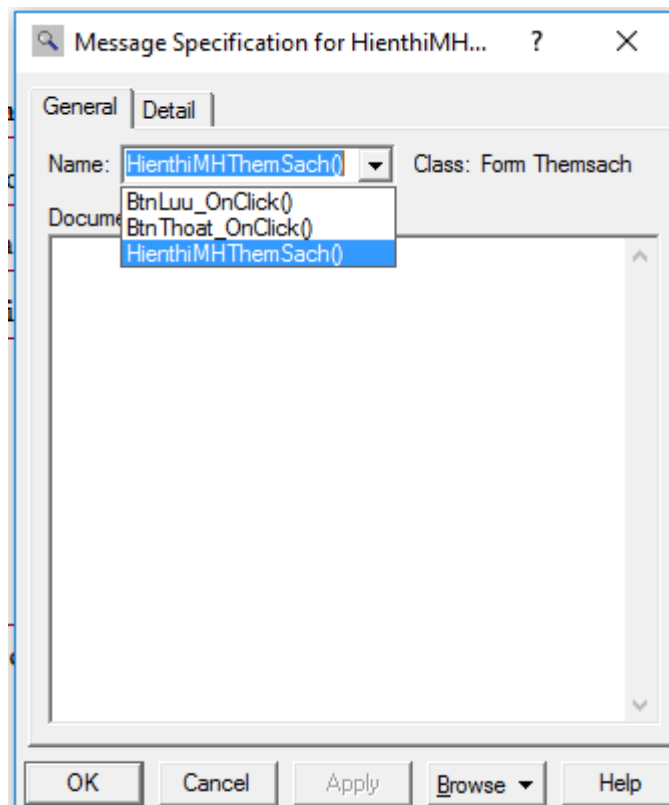 Message Specification for HienthiMH... ?
General Detail
Name: HienthiMHThemSach() Class: Form Themsach
BtnLuu_OnClick()
Docume
BtnThoat_OnClick()
HienthiMHThemSach()
OK Cancel Apply Browse Help